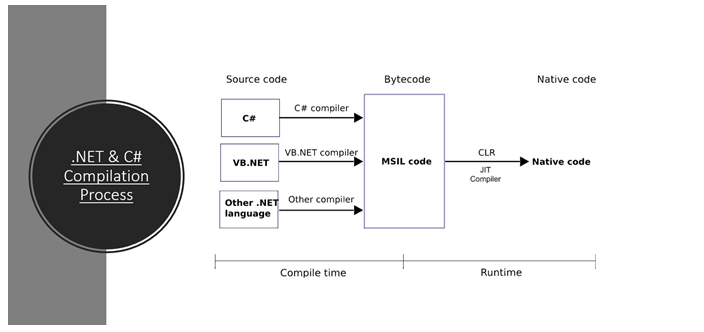 .NET & C#
Compilation
Process
Source code
Bytecode
Native code
C#
C# compiler
VB.NET
VB.NET compiler
Other .NET
language
Other compiler
MSIL code
CLR
JIT
Compiler
Native code
Compile time
Runtime